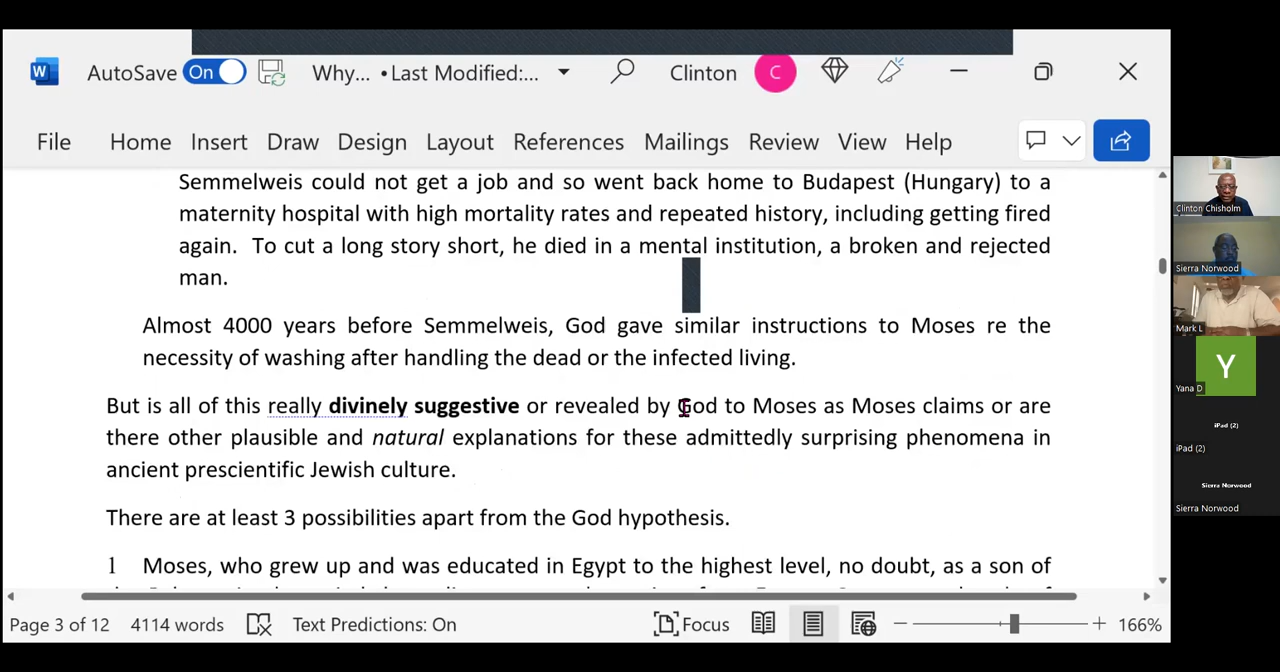 W
AutoSave On Why... • Last Modified:... Clinton C
File Home Insert Draw Design Layout References Mailings Review View Help
Semmelweis could not get a job and so went back home to Budapest (Hungary) to a
maternity hospital with high mortality rates and repeated history, including getting fired
again. To cut a long story short, he died in a mental institution, a broken and rejected
man.
Almost 4000 years before Semmelweis, God gave similar instructions to Moses re the
necessity of washing after handling the dead or the infected living.
But is all of this really divinely suggestive or revealed by God to Moses as Moses claims or are
there other plausible and natural explanations for these admittedly surprising phenomena in
ancient prescientific Jewish culture.
There are at least 3 possibilities apart from the God hypothesis.
1 Moses, who grew up and was educated in Egypt to the highest level, no doubt, as a son of
Page 3 of 12 4114 words Text Predictions: On Focus 166%
Clinton Chisholm
Sierra Norwood
Mark L
Y
Yana D
iPad (2)
iPad (2)
Sierra Norwood
Sierra Norwood